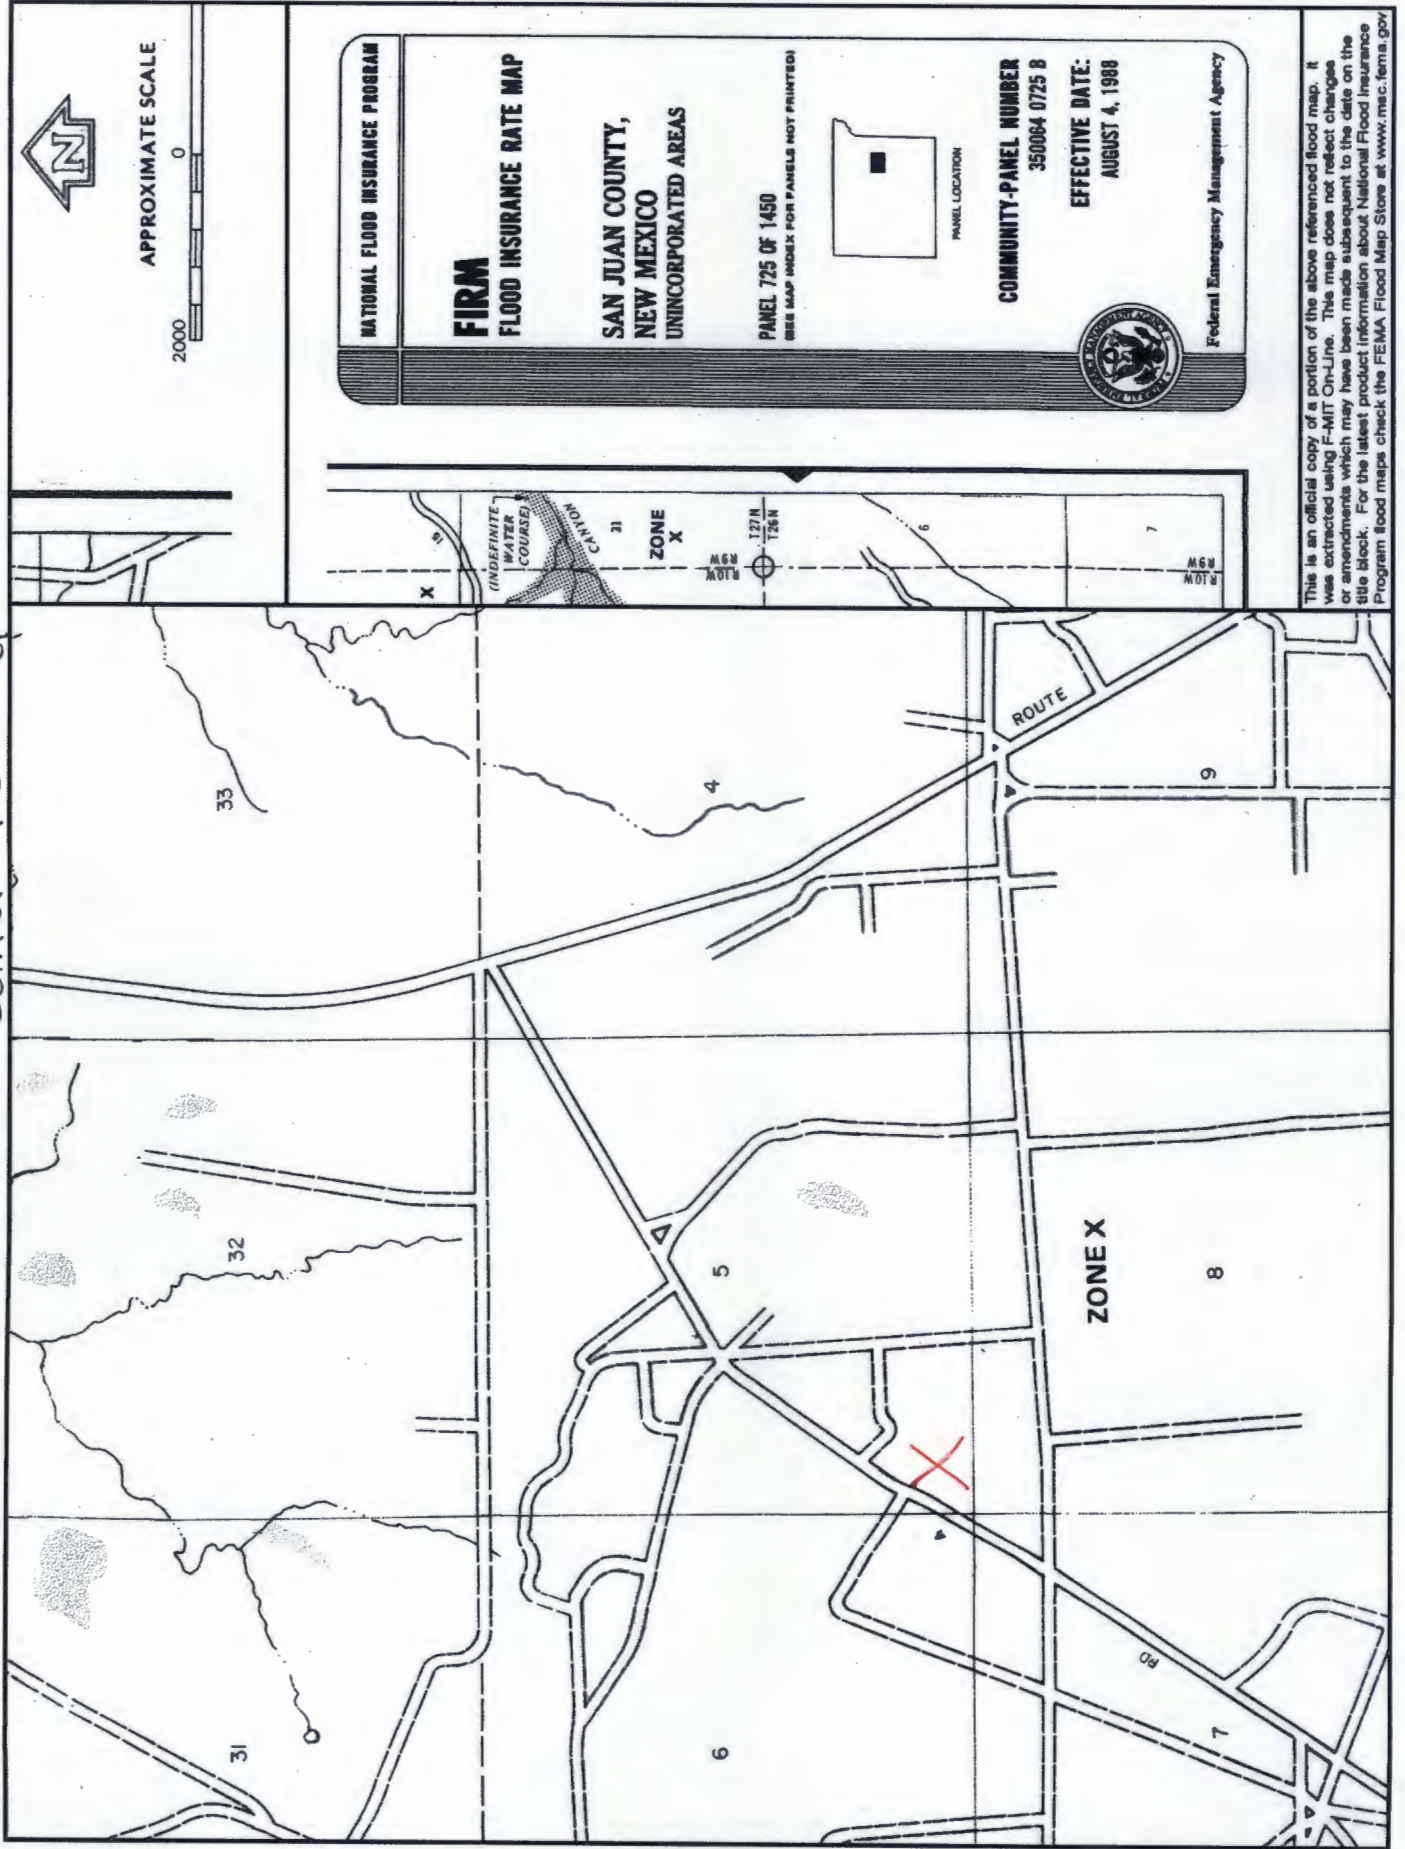 N
APPROXIMATE SCALE
2000 0
NATIONAL FLOOD INSURANCE PROGRAM
FIRM
FLOOD INSURANCE RATE MAP
SAN JUAN COUNTY,
NEW MEXICO
UNINCORPORATED AREAS
PANEL 725 OF 1450
(SEE MAP INDEX FOR PANELS NOT PRINTED)
PANEL LOCATION
COMMUNITY-PANEL NUMBER
350064 0725 B
EFFECTIVE DATE:
AUGUST 4, 1988
FEDERAL EMERGENCY MANAGEMENT AGENCY
Federal Emergency Management Agency
This is an official copy of a portion of the above referenced flood map. It
was extracted using F-MIT On-Line. This map does not reflect changes
or amendments which may have been made subsequent to the date on the
title block. For the latest product information about National Flood Insurance
Program flood maps check the FEMA Flood Map Store at www.msc.fema.gov
X
(INDEFINITE
WATER
COURSE)
CANYON
31
ZONE
X
R10W
R9W
T27N
T26N
6
7
R10W
R9W
31
32
33
6
5
4
ROUTE
ZONE X
RD
7
8
9